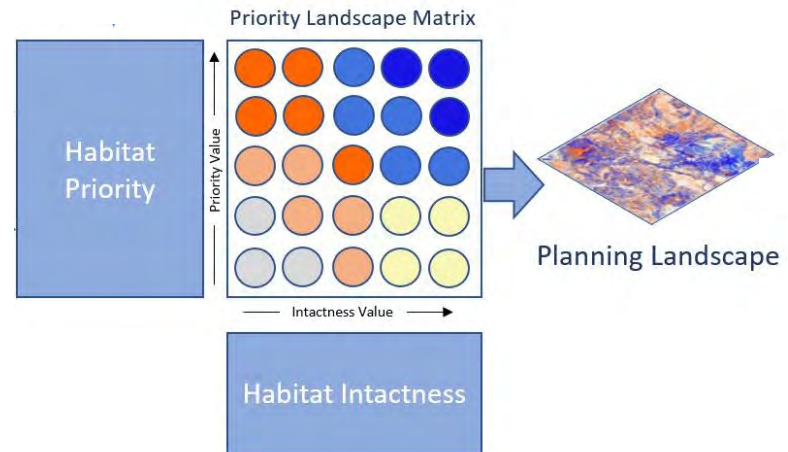 Priority Landscape Matrix
Habitat
Priority
Priority Value
Intactness Value
Planning Landscape
Habitat Intactness